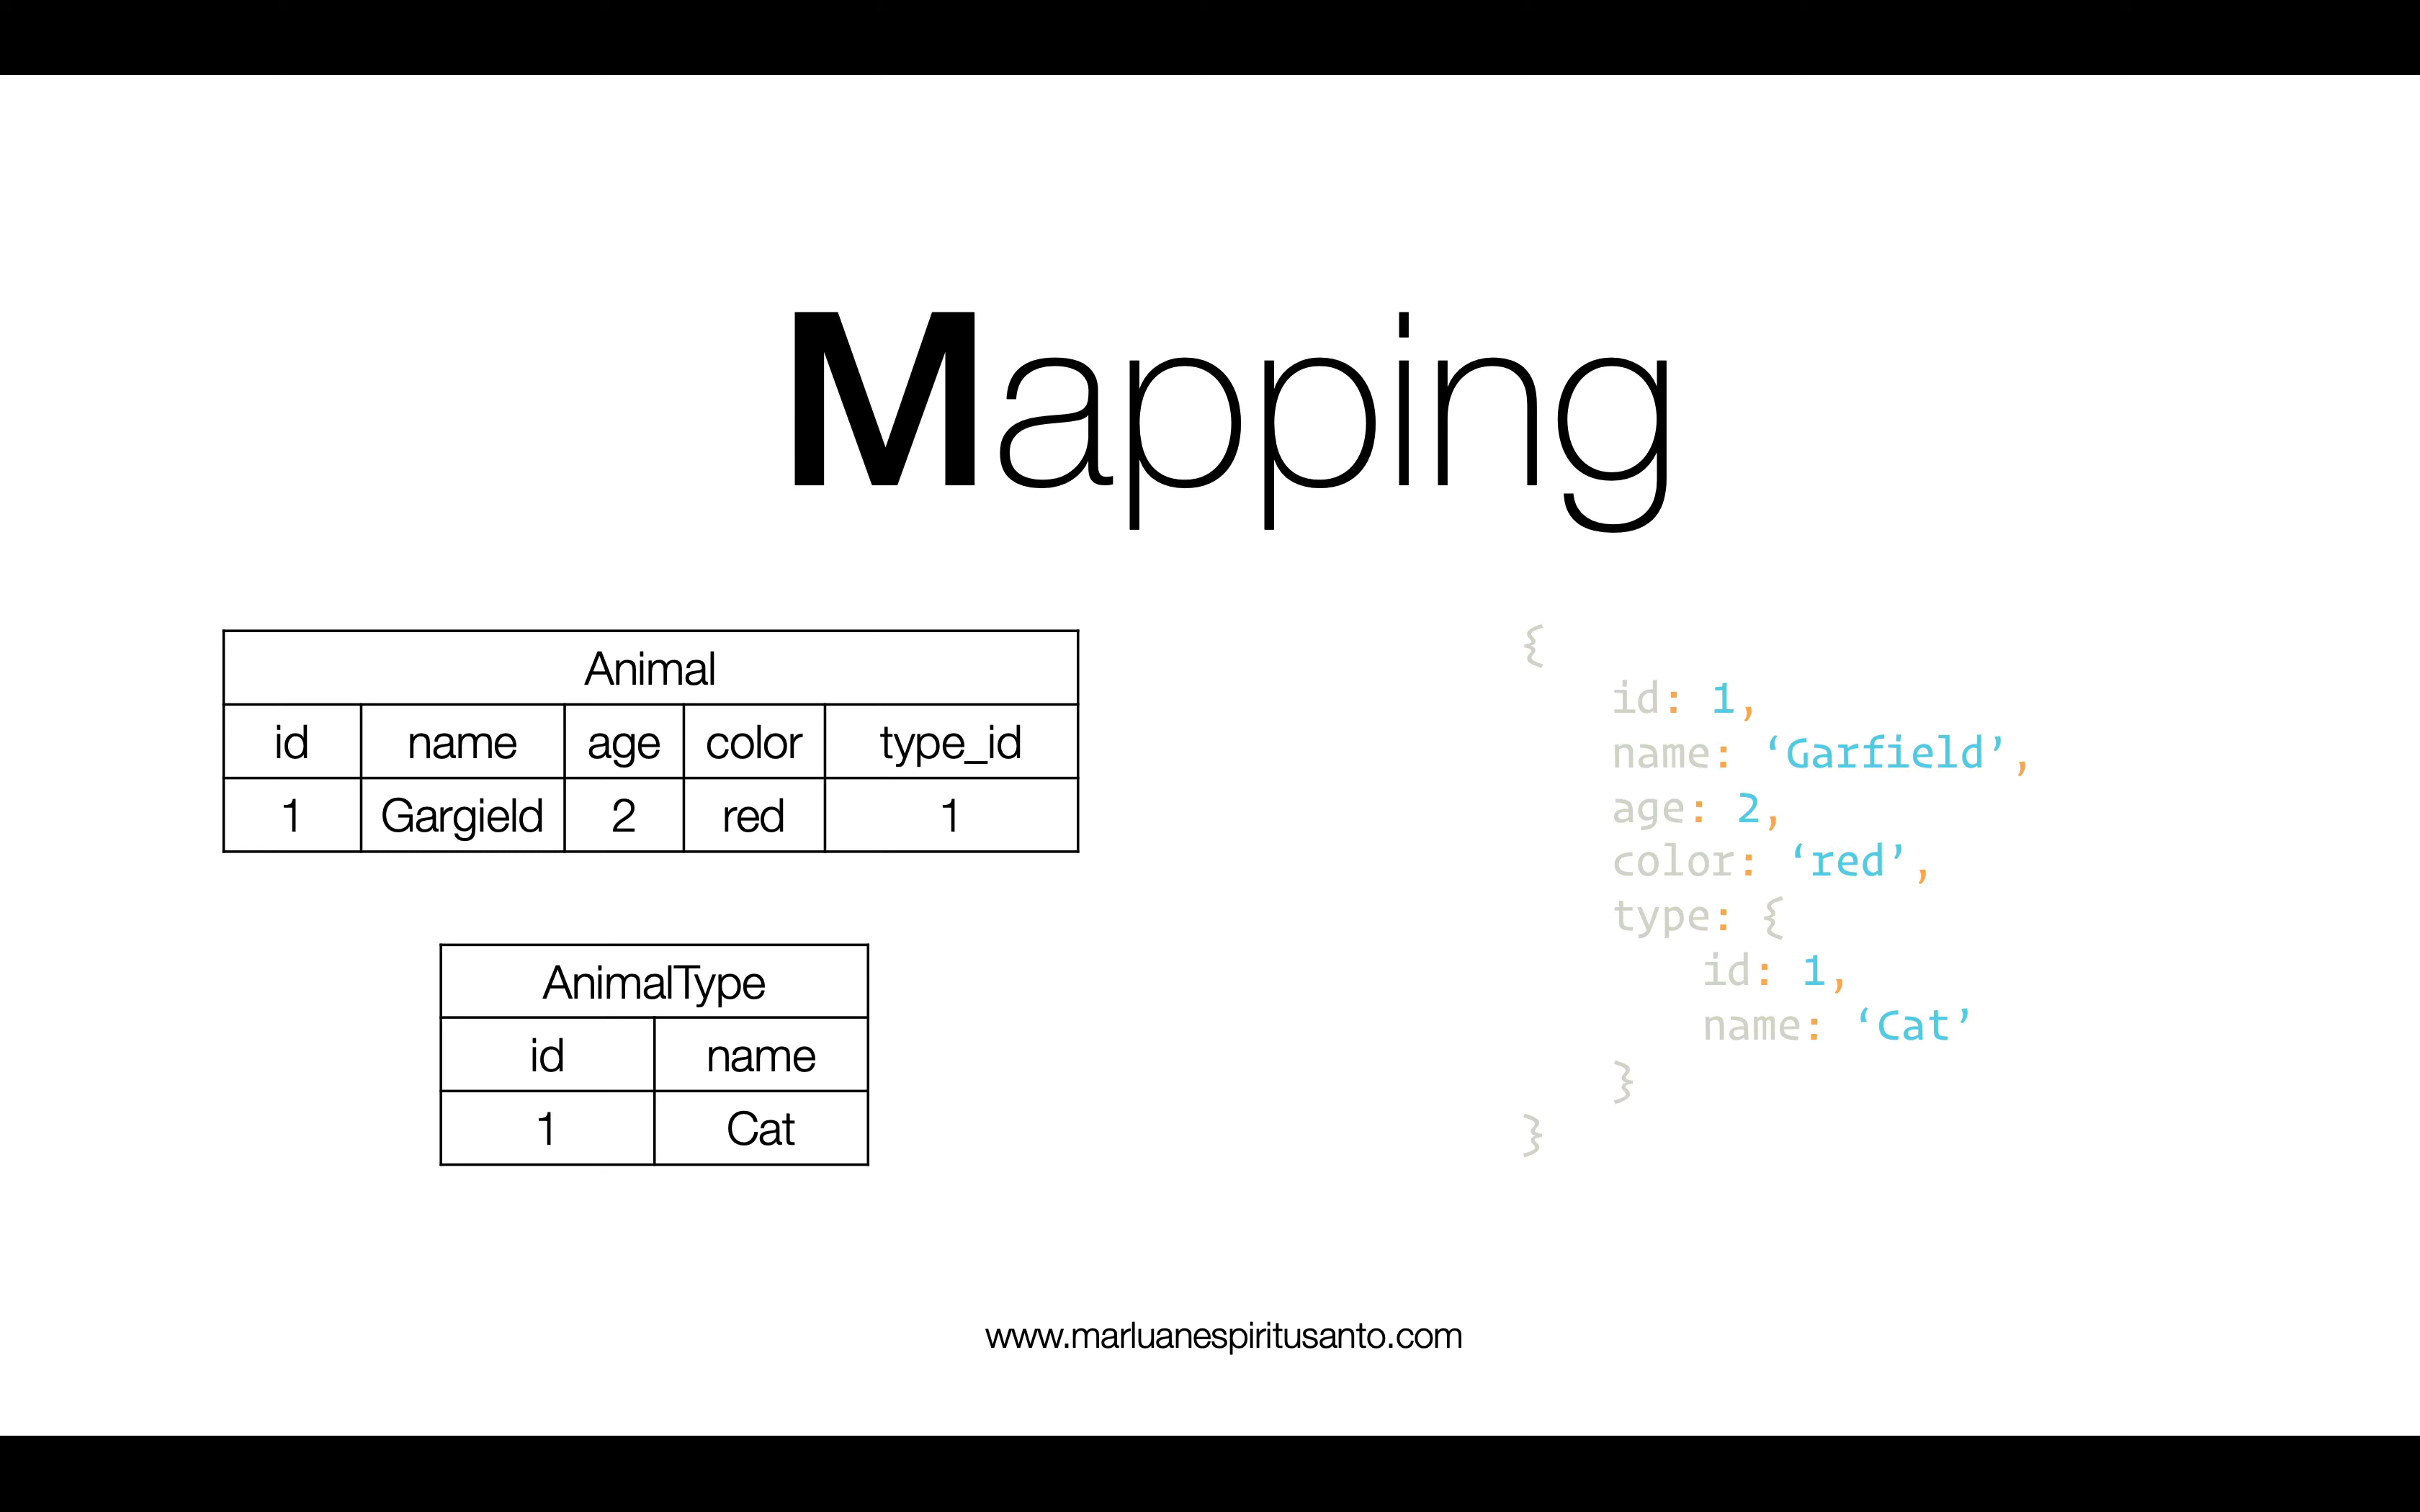 Mapping
Animal
id name age color type_id
1 Gargield 2 red 1
AnimalType
id name
1 Cat
{
id: 1,
name: ‘Garfield’,
age: 2,
color: ‘red’,
type: {
id: 1,
name: ‘Cat’
}
}
www.marluanespiritusanto.com